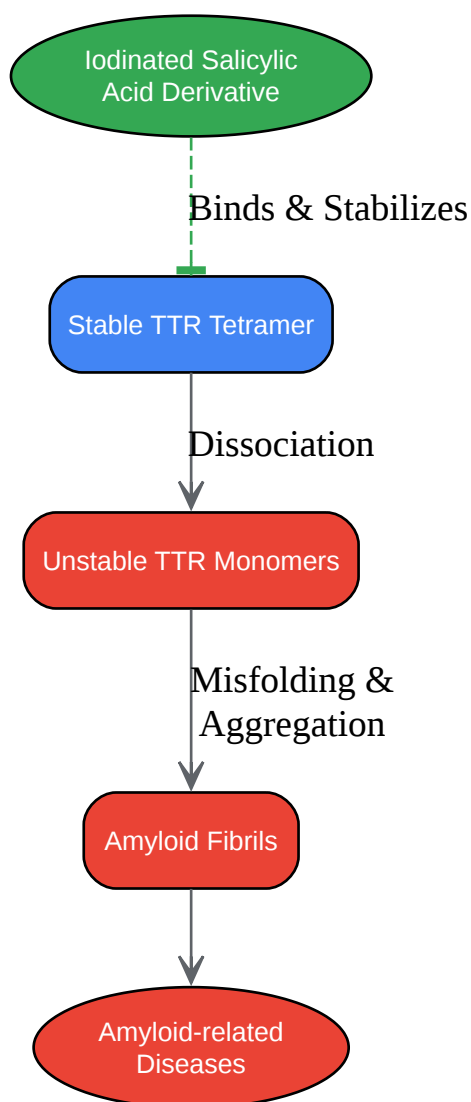 Iodinated Salicylic
Acid Derivative
Binds & Stabilizes
Stable TTR Tetramer
Dissociation
Unstable TTR Monomers
Misfolding &
Aggregation
Amyloid Fibrils
Amyloid-related
Diseases